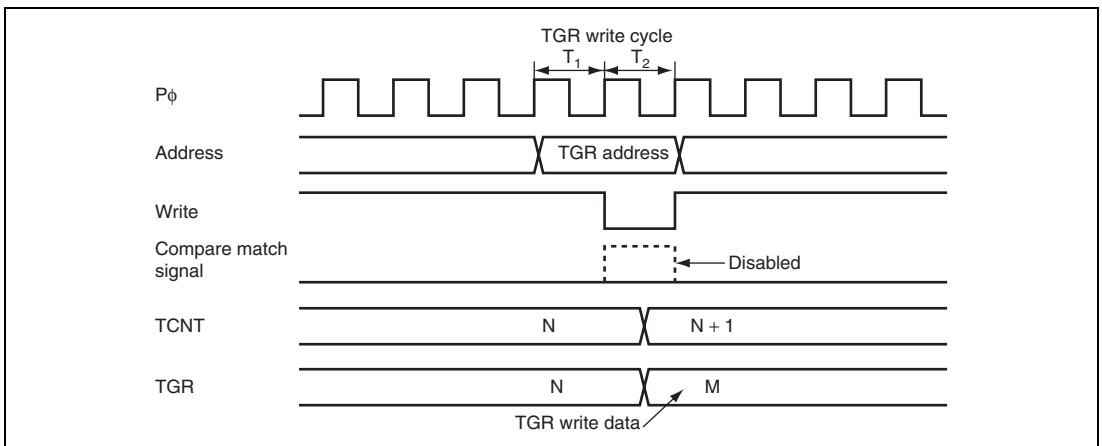 TGR write cycle
T1 T2
Pϕ
Address
TGR address
Write
Compare match
signal
Disabled
TCNT
N
N + 1
TGR
N
M
TGR write data